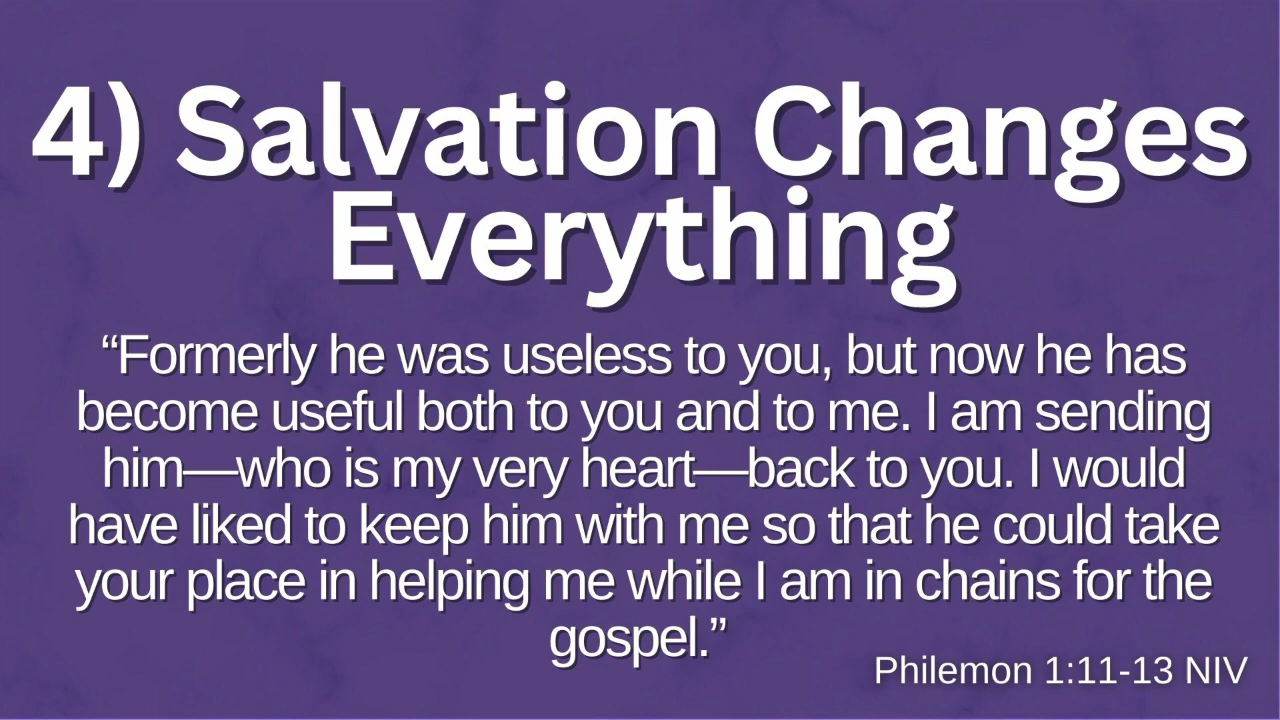 4) Salvation Changes
Everything
“Formerly he was useless to you, but now he has
become useful both to you and to me. I am sending
him—who is my very heart—back to you. I would
have liked to keep him with me so that he could take
your place in helping me while I am in chains for the
gospel.”
Philemon 1:11-13 NIV